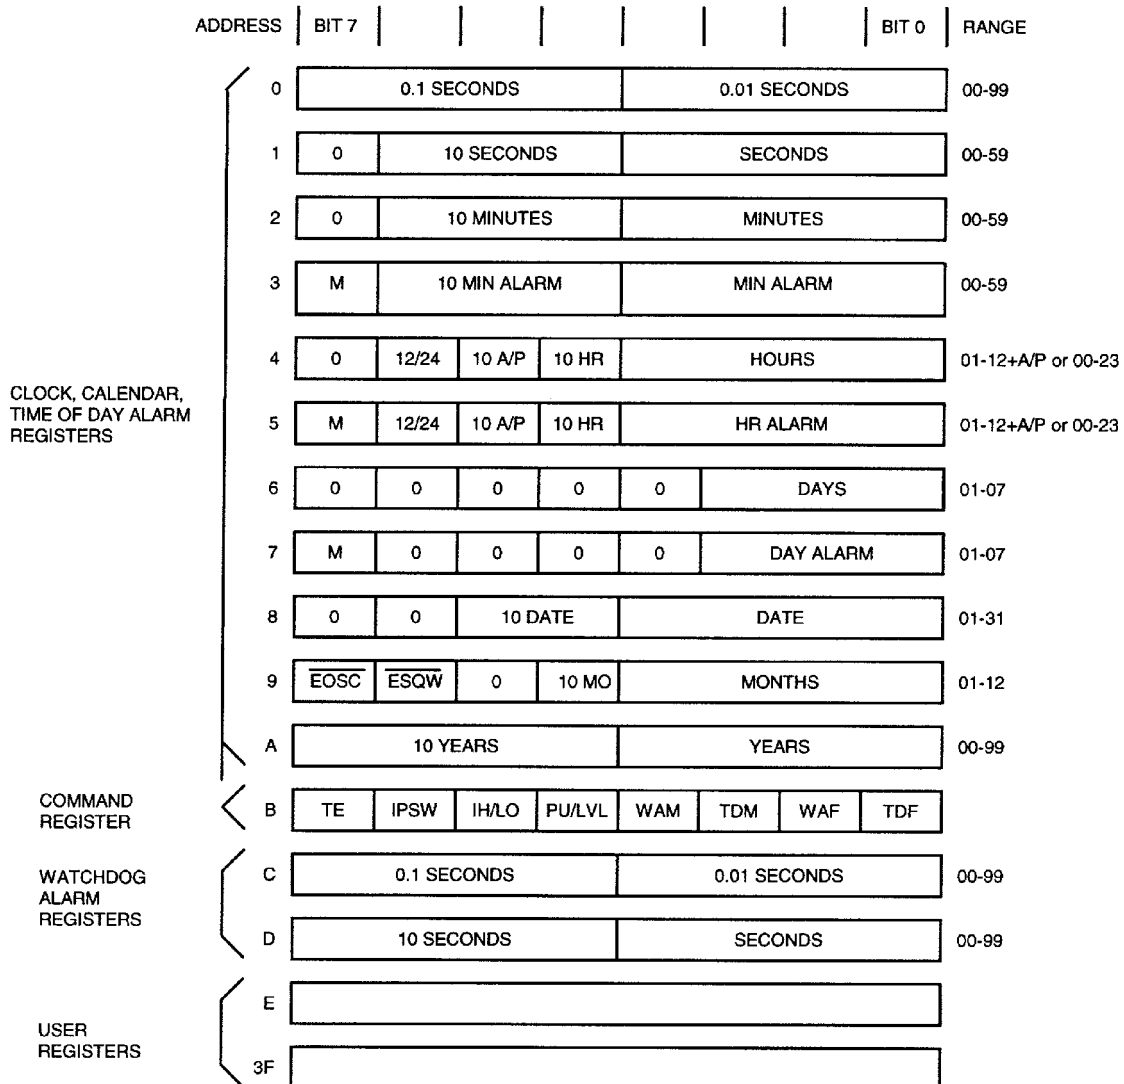 ADDRESS BIT 7 BIT 0 RANGE
0 0.1 SECONDS 0.01 SECONDS 00-99
1 0 10 SECONDS SECONDS 00-59
2 0 10 MINUTES MINUTES 00-59
3 M 10 MIN ALARM MIN ALARM 00-59
4 0 12/24 10 A/P 10 HR HOURS 01-12+A/P or 00-23
CLOCK, CALENDAR,
TIME OF DAY ALARM
REGISTERS
5 M 12/24 10 A/P 10 HR HR ALARM 01-12+A/P or 00-23
6 0 0 0 0 0 DAYS 01-07
7 M 0 0 0 0 DAY ALARM 01-07
8 0 0 10 DATE DATE 01-31
9 EOSC ESQW 0 10 MO MONTHS 01-12
A 10 YEARS YEARS 00-99
COMMAND
REGISTER
B TE IPSW IH/LO PU/LVL WAM TDM WAF TDF
WATCHDOG
ALARM
REGISTERS
C 0.1 SECONDS 0.01 SECONDS 00-99
D 10 SECONDS SECONDS 00-99
USER
REGISTERS
E
3F